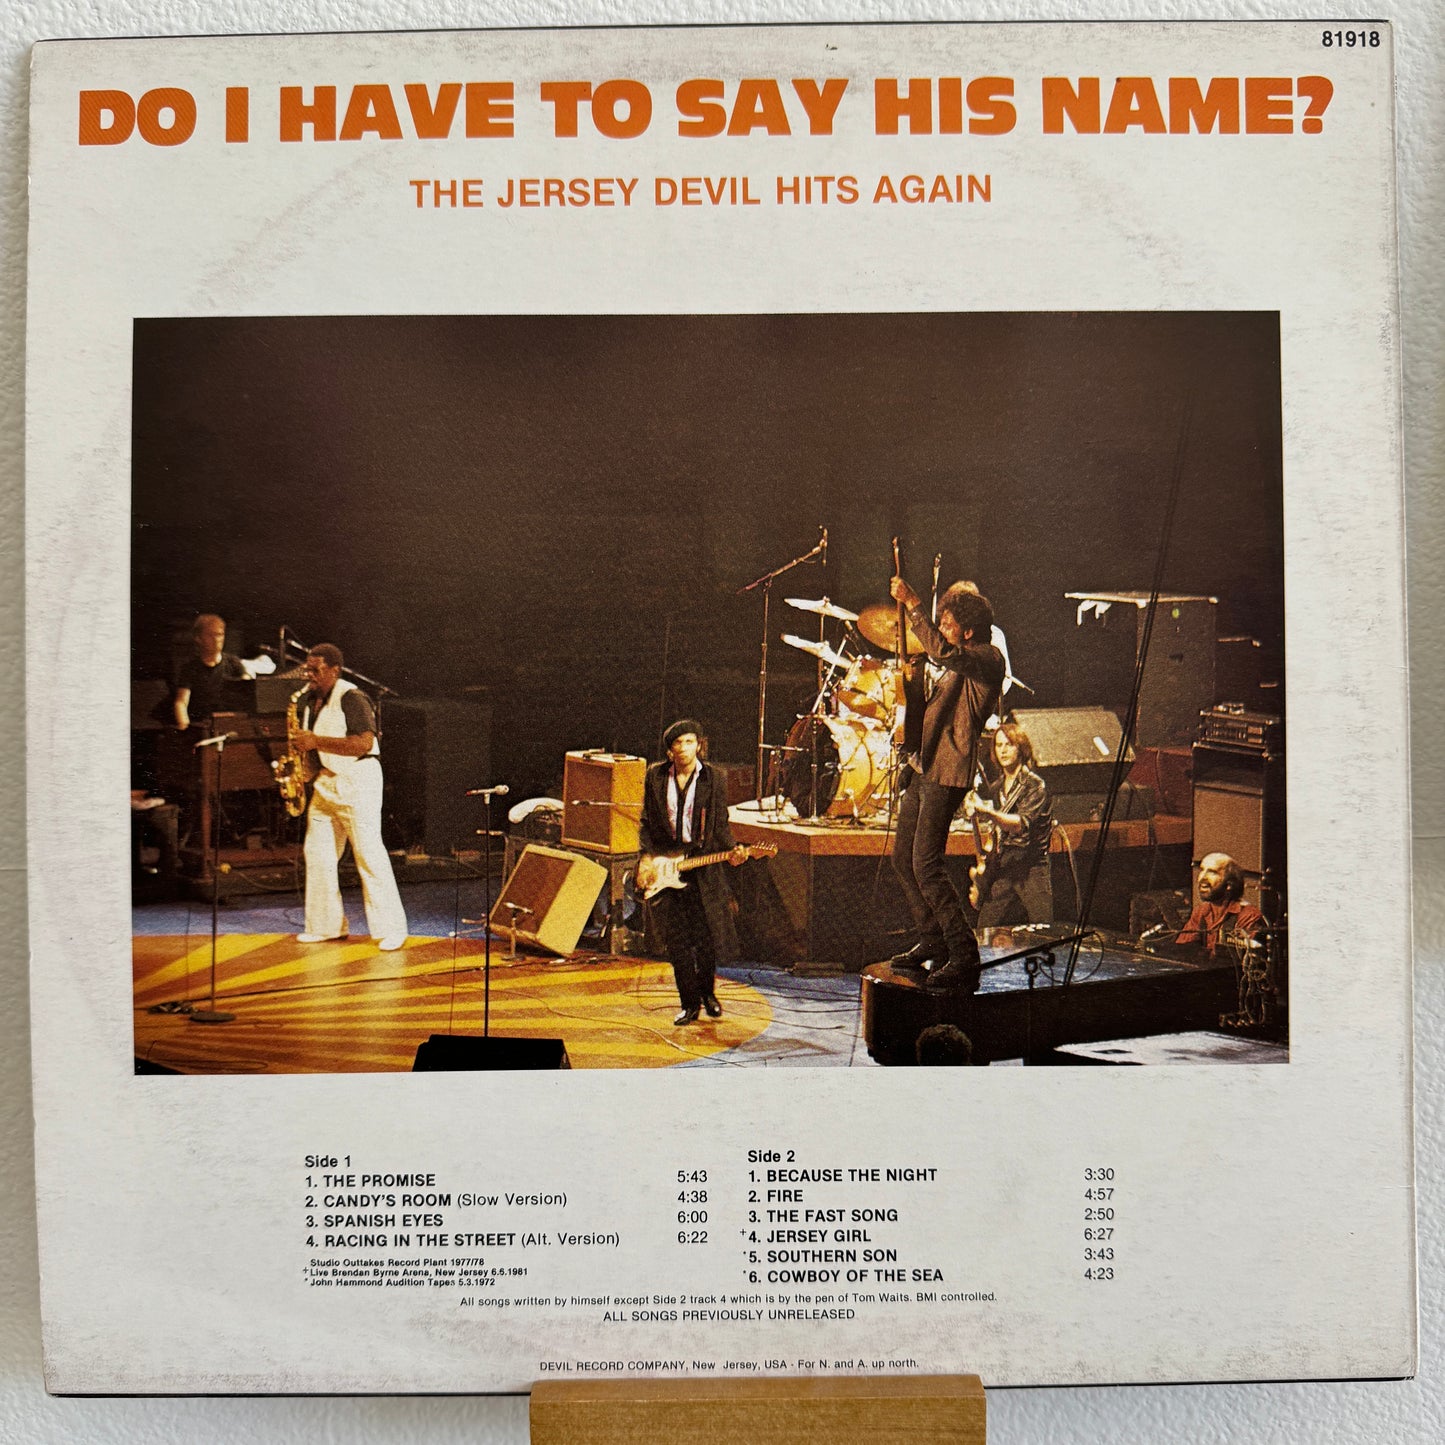 81918
DO I HAVE TO SAY HIS NAME?
THE JERSEY DEVIL HITS AGAIN
Side 1
1. THE PROMISE 5:43
2. CANDY'S ROOM (Slow Version) 4:38
3. SPANISH EYES 6:00
4. RACING IN THE STREET (Alt. Version) 6:22
Studio Outtakes Record Plant 1977/78
+Live Brendan Byrne Arena, New Jersey 6.5.1981
*John Hammond Audition Tapes 5.3.1972
Side 2
1. BECAUSE THE NIGHT 3:30
2. FIRE 4:57
3. THE FAST SONG 2:50
+4. JERSEY GIRL 6:27
*5. SOUTHERN SON 3:43
*6. COWBOY OF THE SEA 4:23
All songs written by himself except Side 2 track 4 which is by the pen of Tom Waits. BMI controlled.
ALL SONGS PREVIOUSLY UNRELEASED
DEVIL RECORD COMPANY, New Jersey, USA - For N. and A. up north.